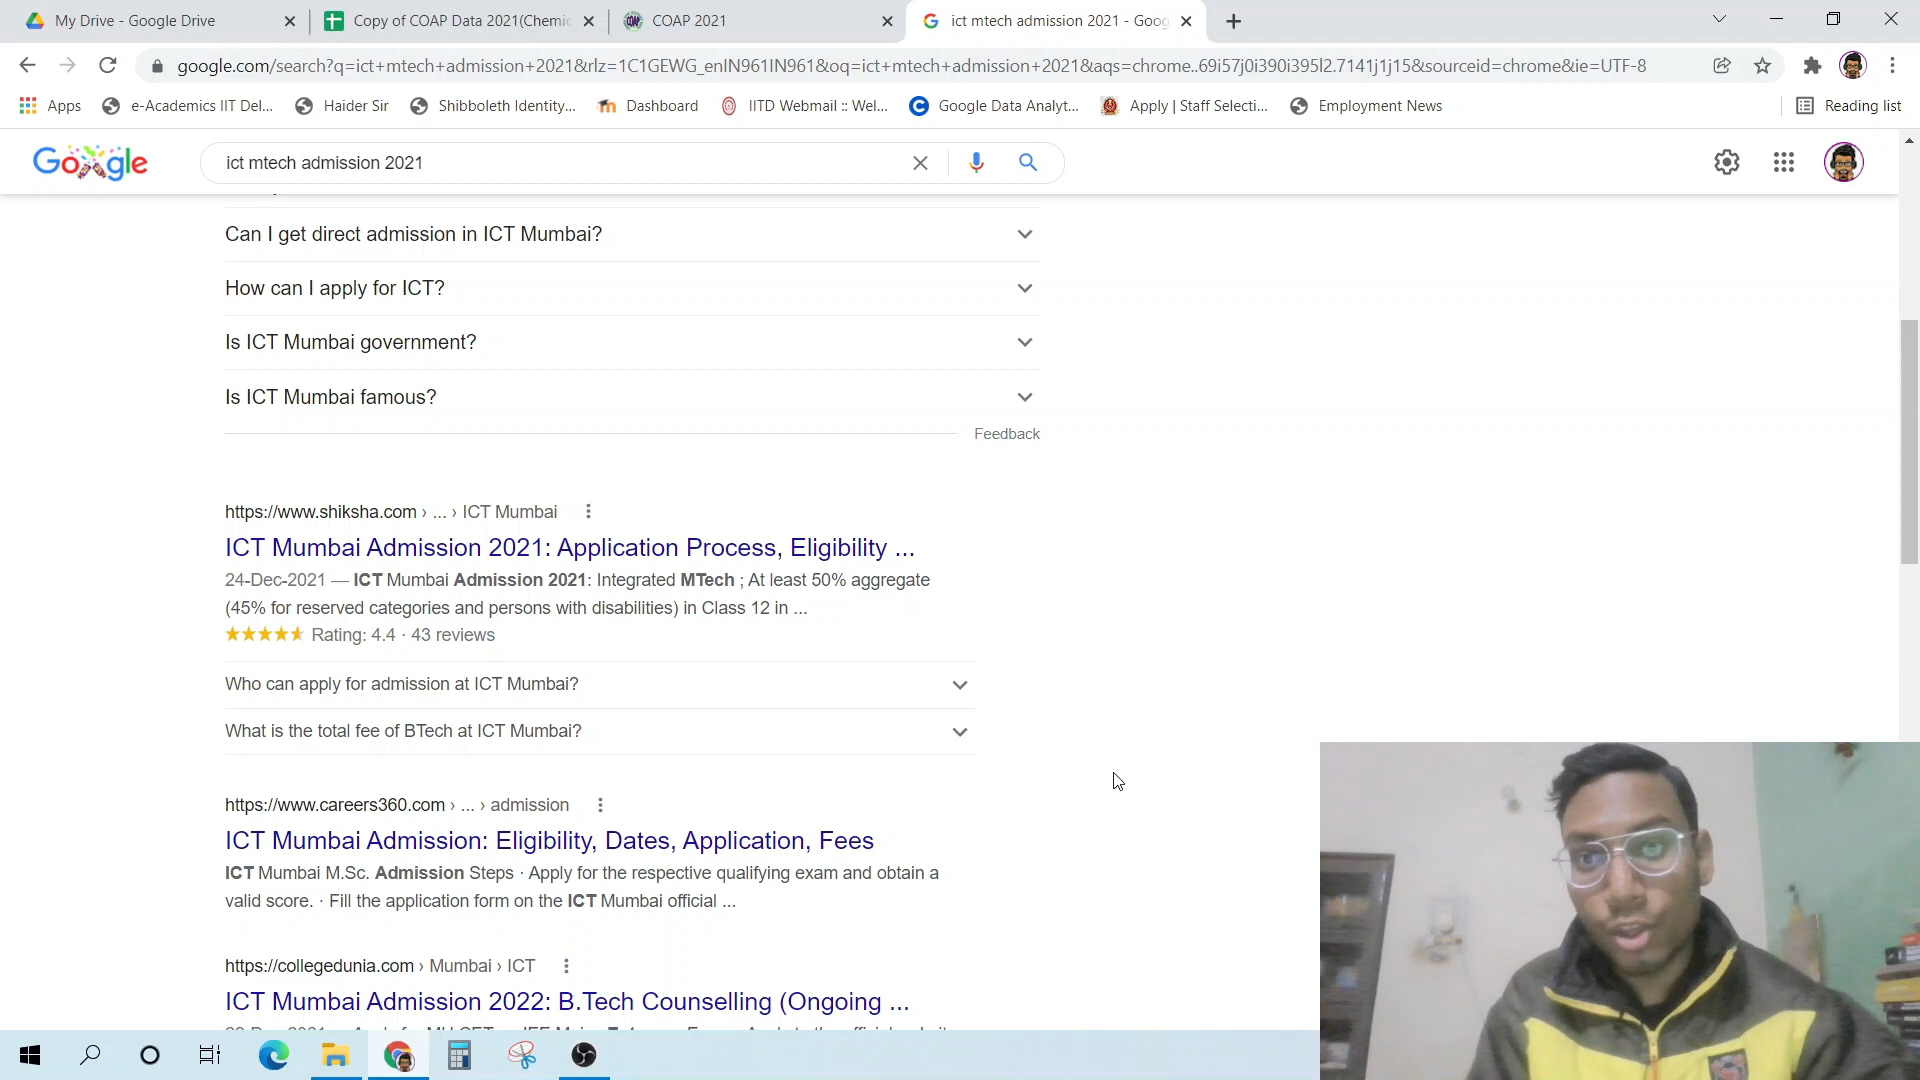 My Drive - Google Drive
Copy of COAP Data 2021(Chemic
COAP 2021
ict mtech admission 2021 - Goog
google.com/search?q=ict+mtech+admission+2021&rlz=1C1GEWG_enIN961IN961&oq=ict+mtech+admission+2021&aqs=chrome..69i57j0i390i395l2.7141j1j15&sourceid=chrome&ie=UTF-8
Apps
e-Academics IIT Del...
Haider Sir
Shibboleth Identity...
Dashboard
IITD Webmail :: Wel...
Google Data Analyt...
Apply | Staff Selecti...
Employment News
Reading list
Google
ict mtech admission 2021
Can I get direct admission in ICT Mumbai?
How can I apply for ICT?
Is ICT Mumbai government?
Is ICT Mumbai famous?
Feedback
https://www.shiksha.com › ... › ICT Mumbai
ICT Mumbai Admission 2021: Application Process, Eligibility ...
24-Dec-2021 — ICT Mumbai Admission 2021: Integrated MTech ; At least 50% aggregate
(45% for reserved categories and persons with disabilities) in Class 12 in ...
Rating: 4.4 · 43 reviews
Who can apply for admission at ICT Mumbai?
What is the total fee of BTech at ICT Mumbai?
https://www.careers360.com › ... › admission
ICT Mumbai Admission: Eligibility, Dates, Application, Fees
ICT Mumbai M.Sc. Admission Steps · Apply for the respective qualifying exam and obtain a
valid score. · Fill the application form on the ICT Mumbai official ...
https://collegedunia.com › Mumbai › ICT
ICT Mumbai Admission 2022: B.Tech Counselling (Ongoing ...